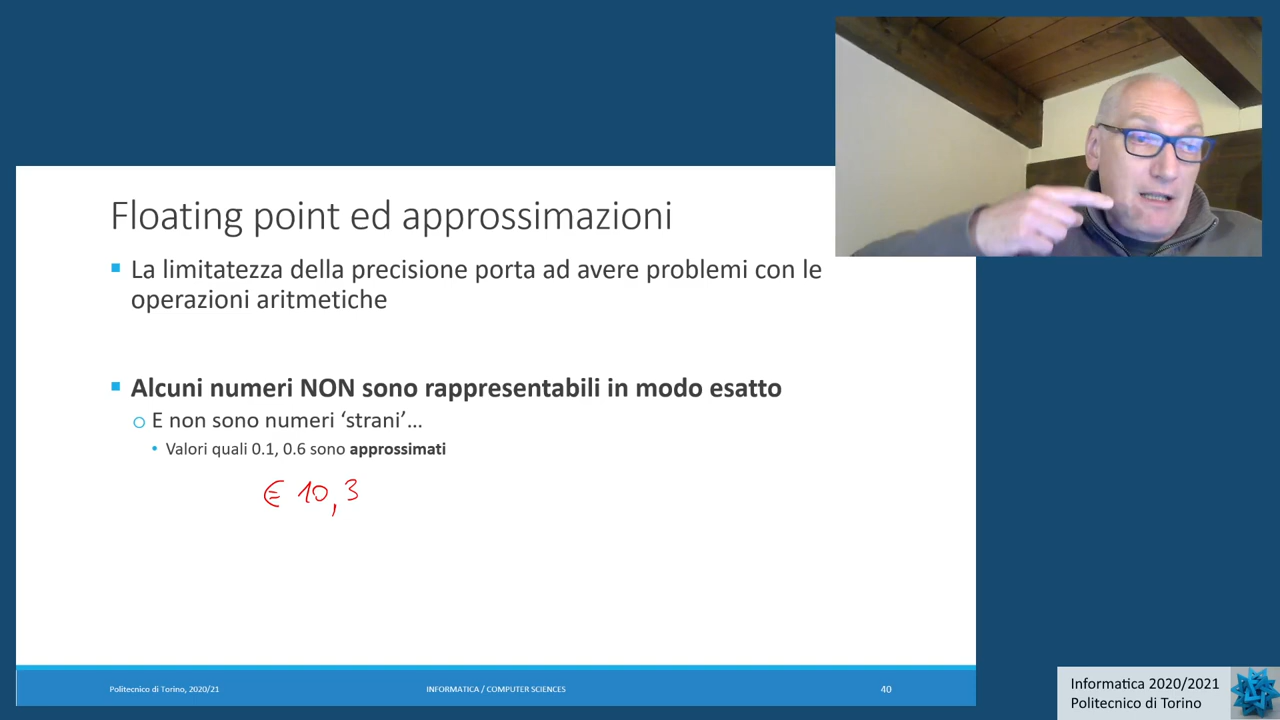 Floating point ed approssimazioni
La limitatezza della precisione porta ad avere problemi con le
operazioni aritmetiche
Alcuni numeri NON sono rappresentabili in modo esatto
E non sono numeri ‘strani’...
Valori quali 0.1, 0.6 sono approssimati
€ 10,3
Politecnico di Torino, 2020/21
INFORMATICA / COMPUTER SCIENCES
40
Informatica 2020/2021
Politecnico di Torino